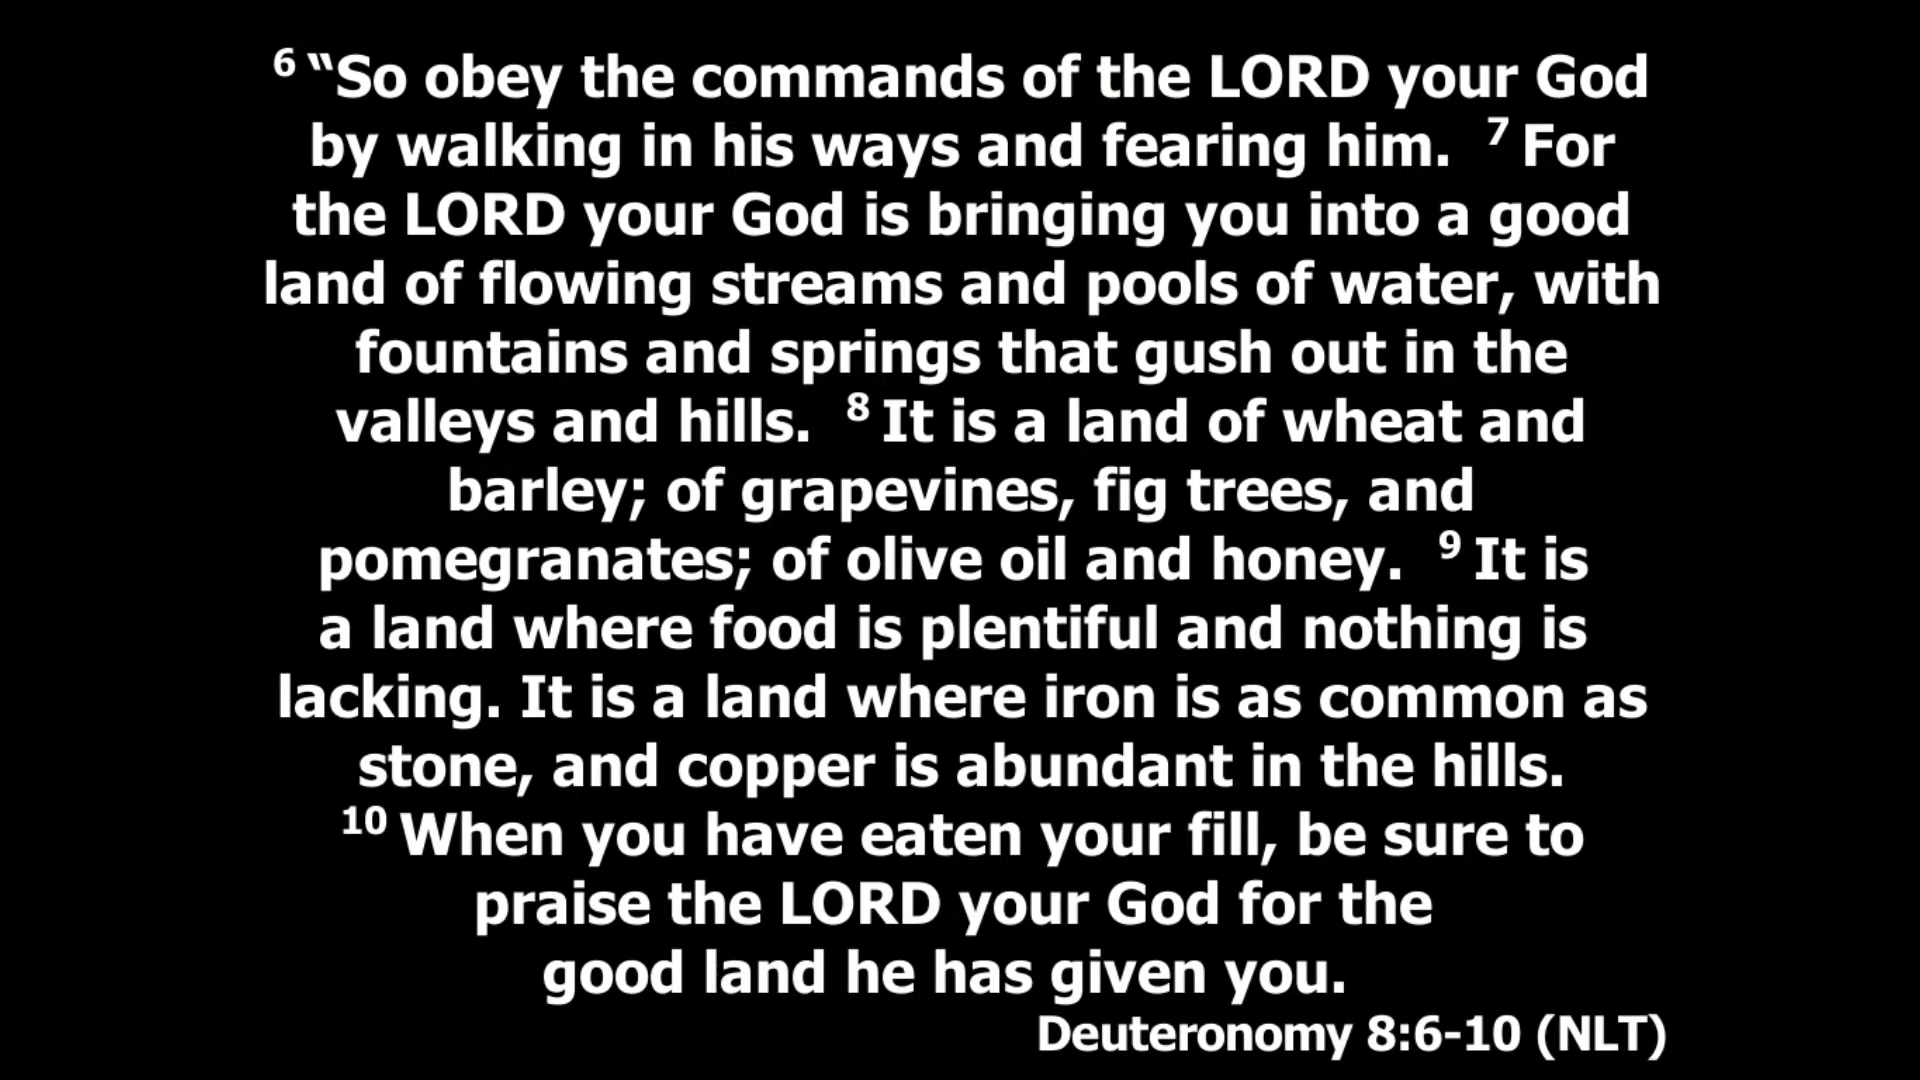 6 “So obey the commands of the LORD your God
by walking in his ways and fearing him. 7 For
the LORD your God is bringing you into a good
land of flowing streams and pools of water, with
fountains and springs that gush out in the
valleys and hills. 8 It is a land of wheat and
barley; of grapevines, fig trees, and
pomegranates; of olive oil and honey. 9 It is
a land where food is plentiful and nothing is
lacking. It is a land where iron is as common as
stone, and copper is abundant in the hills.
10 When you have eaten your fill, be sure to
praise the LORD your God for the
good land he has given you.
Deuteronomy 8:6-10 (NLT)